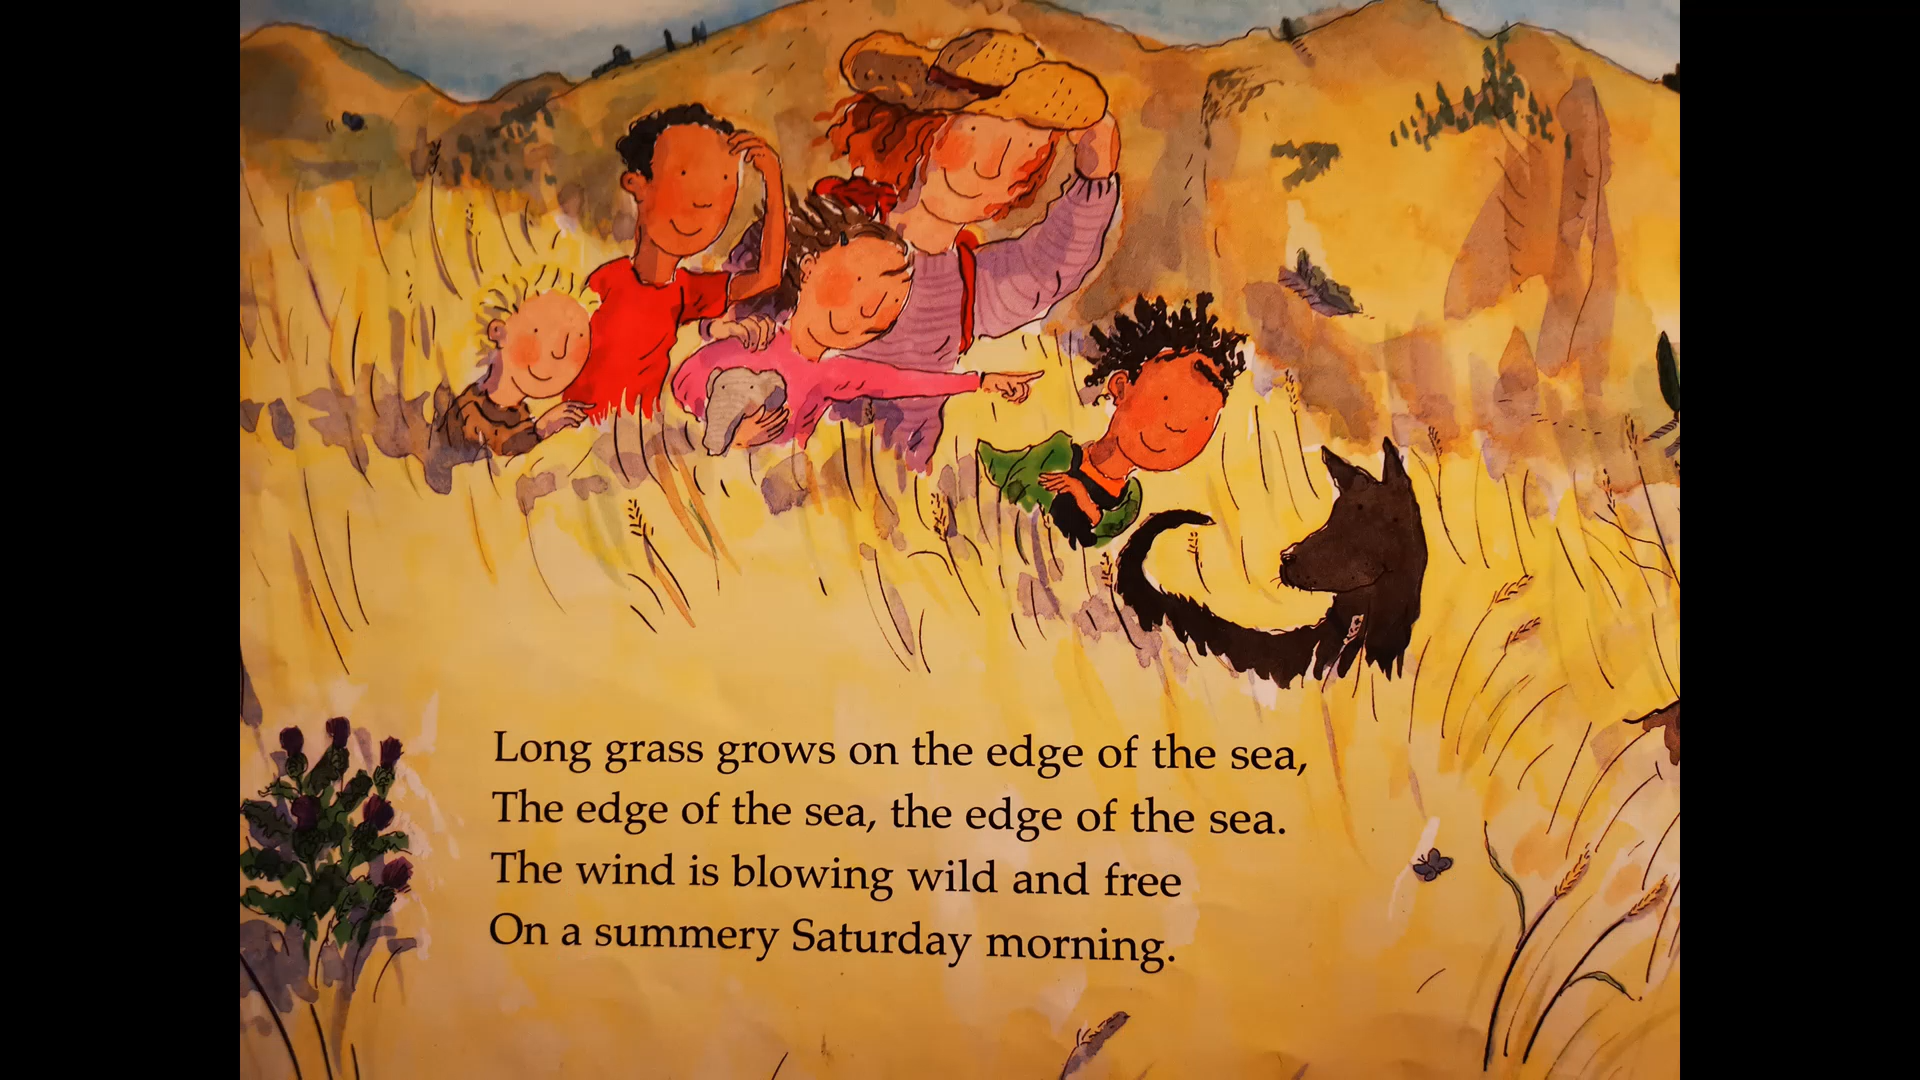 Long grass grows on the edge of the sea,
The edge of the sea, the edge of the sea.
The wind is blowing wild and free
On a summery Saturday morning.